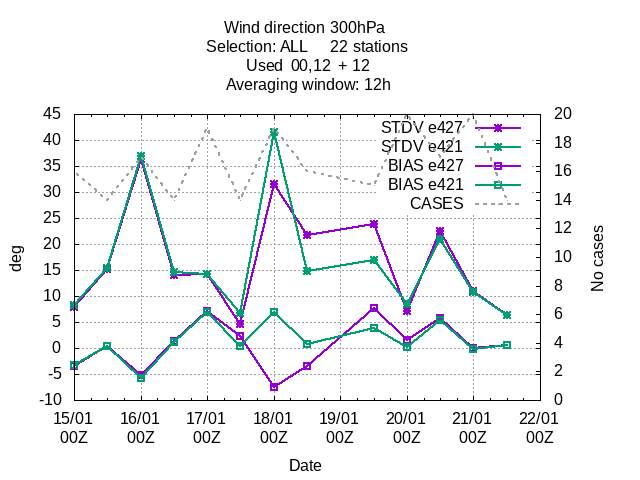 Wind direction 300hPa
Selection: ALL 22 stations
Used 00,12 + 12
Averaging window: 12h
45
40
35
30
25
20
15
10
5
0
-5
-10
deg
20
18
16
14
12
10
8
6
4
2
0
No cases
STDV e427
STDV e421
BIAS e427
BIAS e421
CASES
15/01 16/01 17/01 18/01 19/01 20/01 21/01 22/01
00Z 00Z 00Z 00Z 00Z 00Z 00Z 00Z
Date